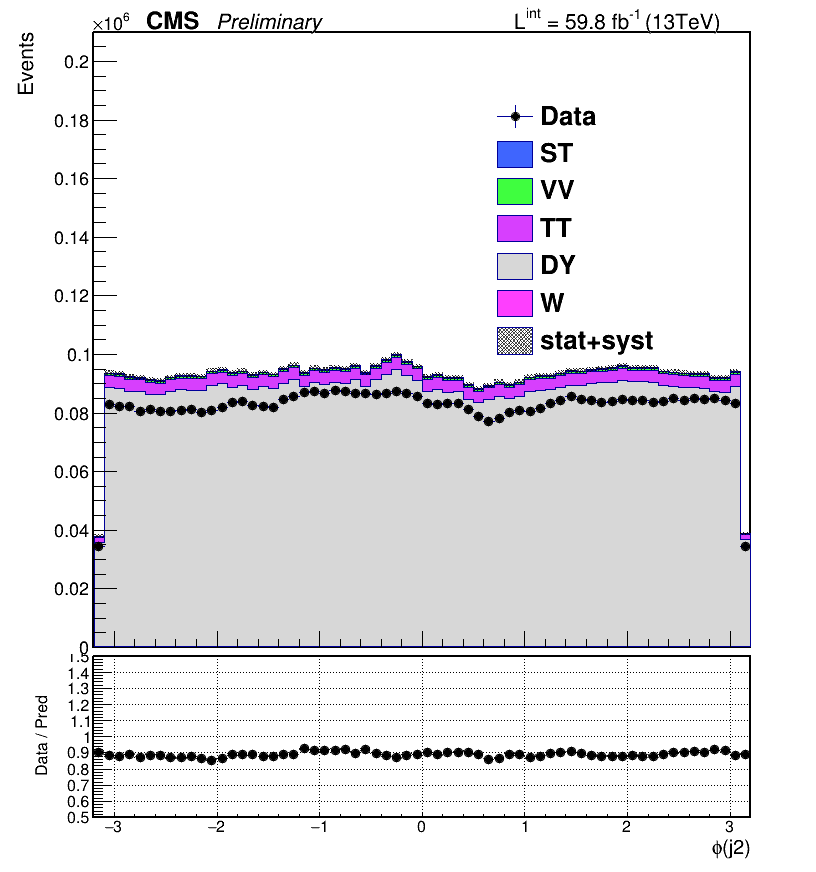 ×10⁶ CMS Preliminary Lⁱⁿᵗ = 59.8 fb⁻¹ (13TeV)
Events
0.2
0.18
0.16
0.14
0.12
0.1
0.08
0.06
0.04
0.02
0
Data
ST
VV
TT
DY
W
stat+syst
Data / Pred
1.5
1.4
1.3
1.2
1.1
1
0.9
0.8
0.7
0.6
0.5
−3 −2 −1 0 1 2 3
ϕ(j2)